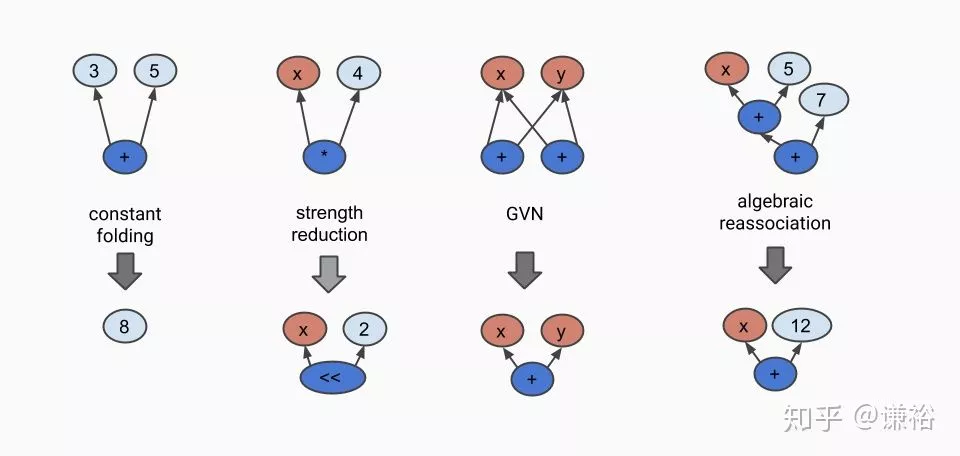 3 5
+
constant
folding
8
x 4
*
strength
reduction
x 2
<<
x y
+ +
GVN
x y
+
x 5
7
+
+
algebraic
reassociation
x 12
+
知乎 @谦裕